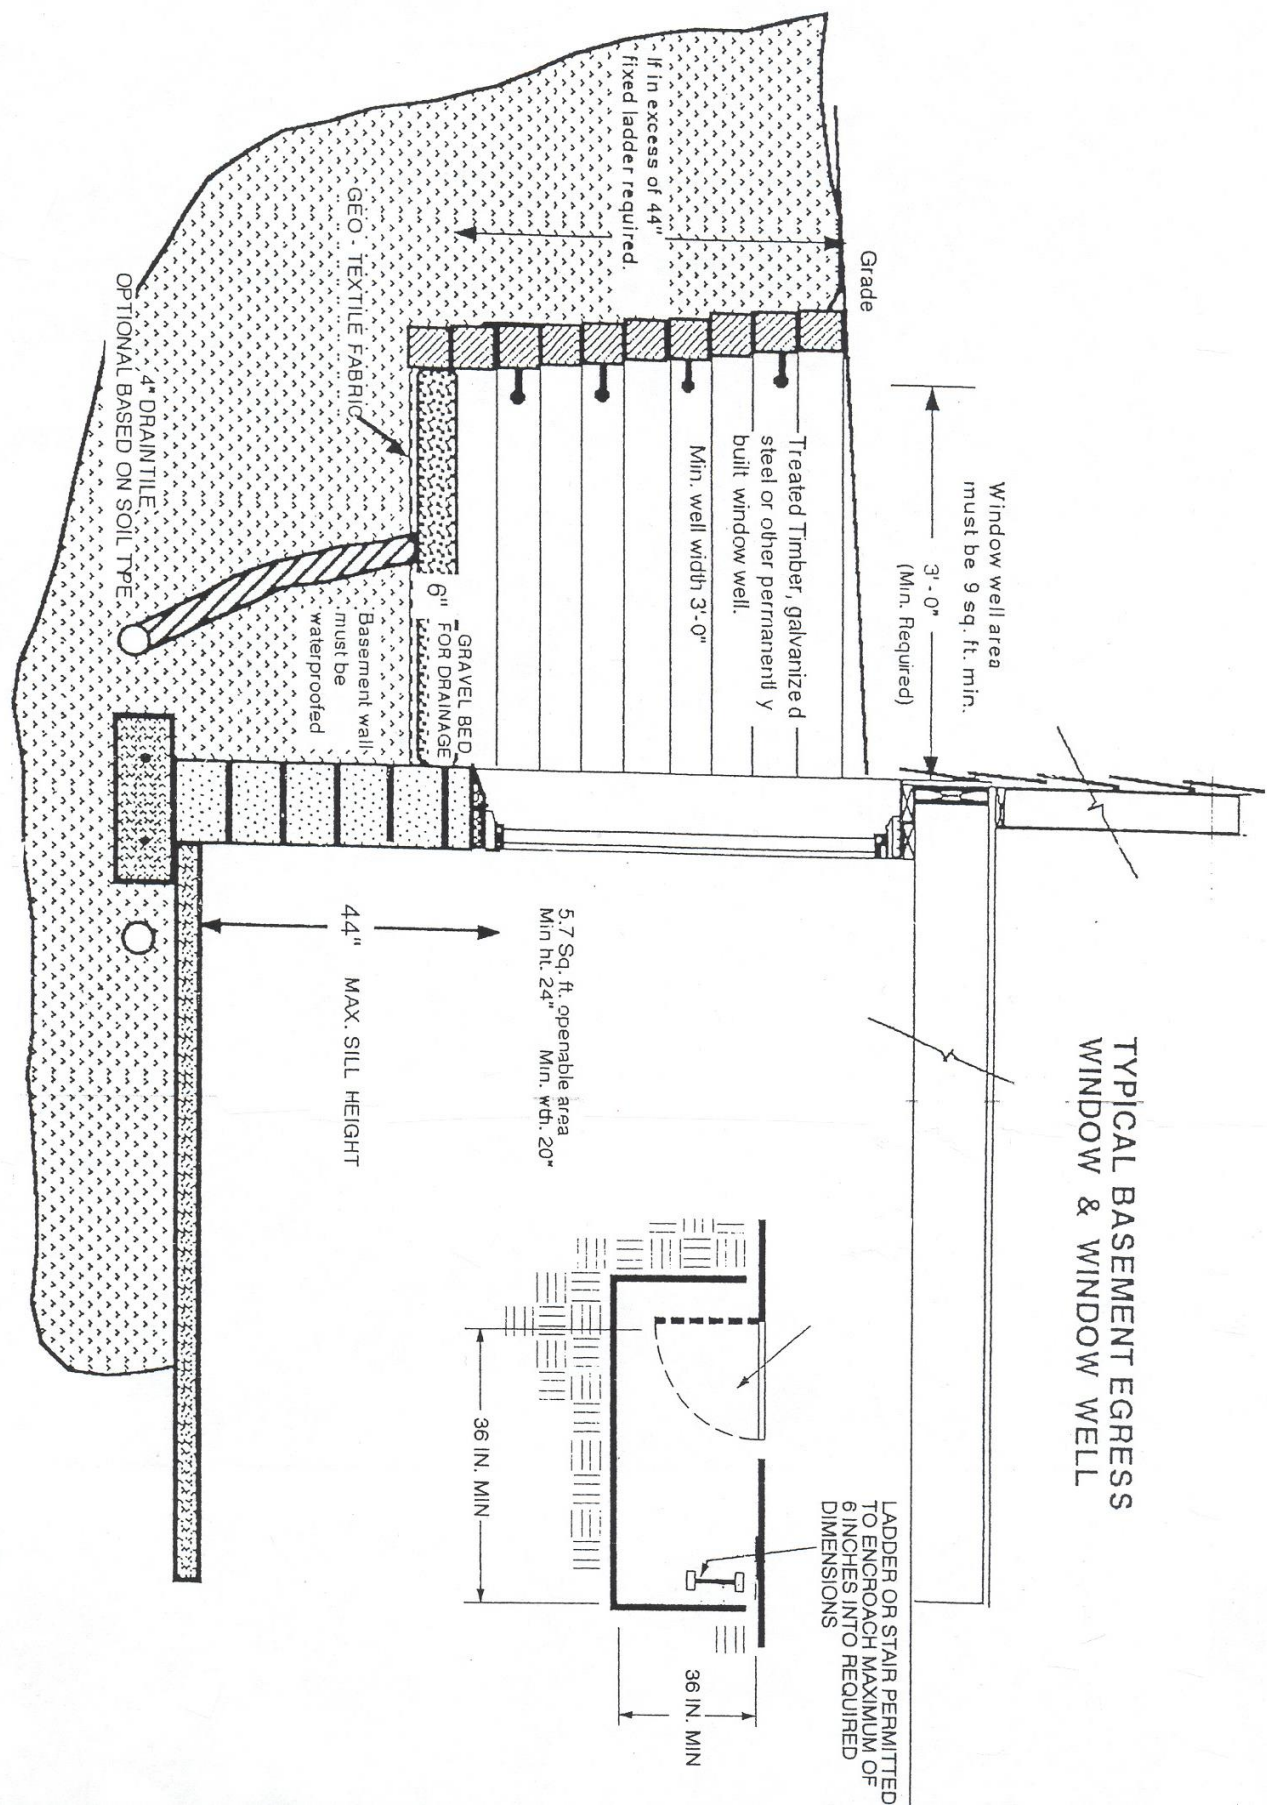 TYPICAL BASEMENT EGRESS
WINDOW & WINDOW WELL
Window well area
must be 9 sq. ft. min.
3'-0"
(Min. Required)
Grade
If in excess of 44"
fixed ladder required.
Treated Timber, galvanized
steel or other permanently
built window well.
Min. well width 3'-0"
GEO - TEXTILE FABRIC
6"
GRAVEL BED
FOR DRAINAGE
Basement wall
must be
waterproofed
4" DRAINTILE
OPTIONAL BASED ON SOIL TYPE
5.7 Sq. ft. openable area
Min ht. 24" Min. wth. 20"
44" MAX. SILL HEIGHT
LADDER OR STAIR PERMITTED
TO ENCROACH MAXIMUM OF
6 INCHES INTO REQUIRED
DIMENSIONS
36 IN. MIN
36 IN. MIN